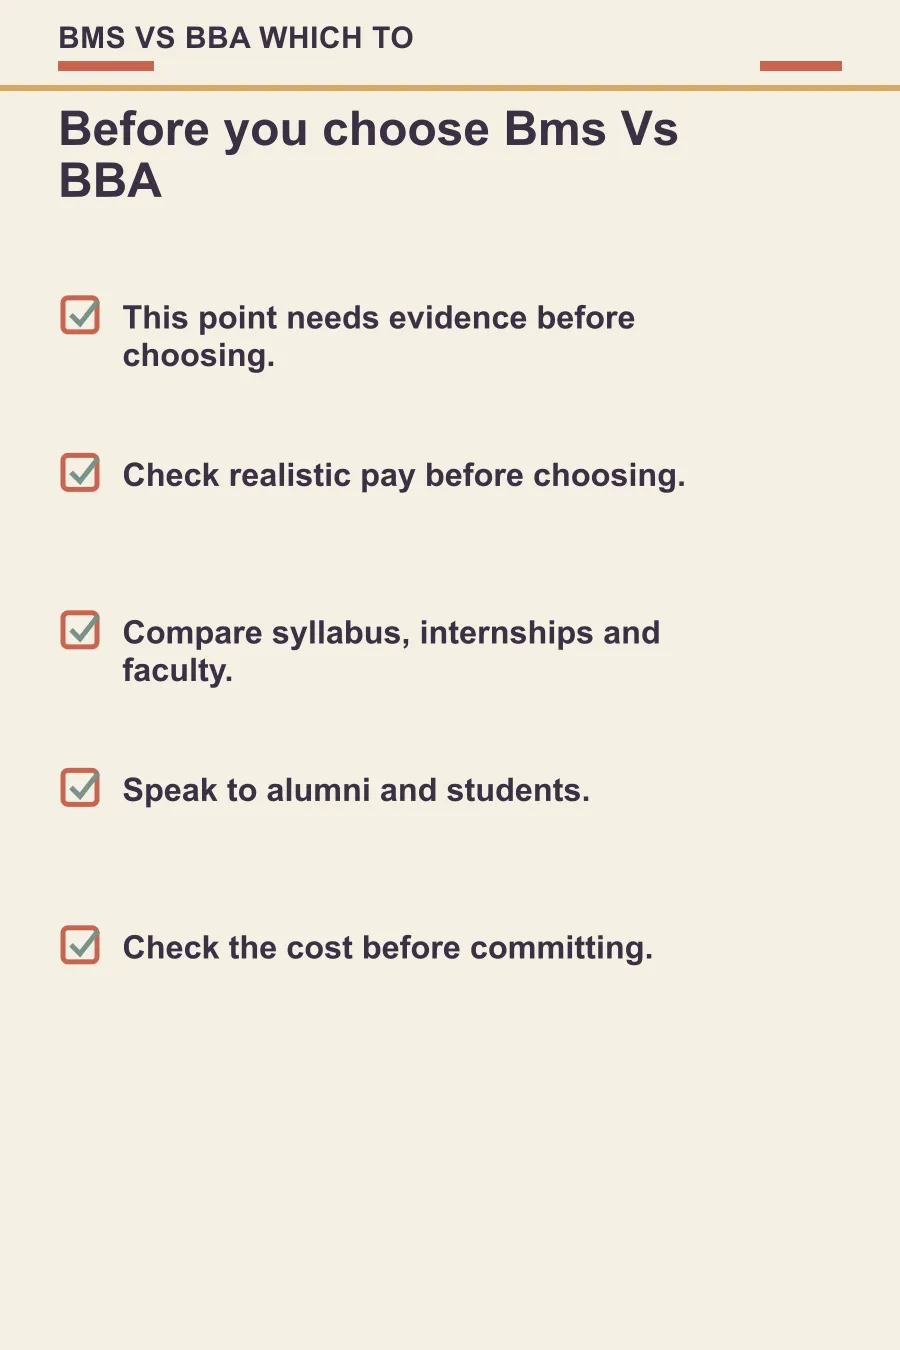 BMS VS BBA WHICH TO
Before you choose Bms Vs
BBA
This point needs evidence before
choosing.
Check realistic pay before choosing.
Compare syllabus, internships and
faculty.
Speak to alumni and students.
Check the cost before committing.